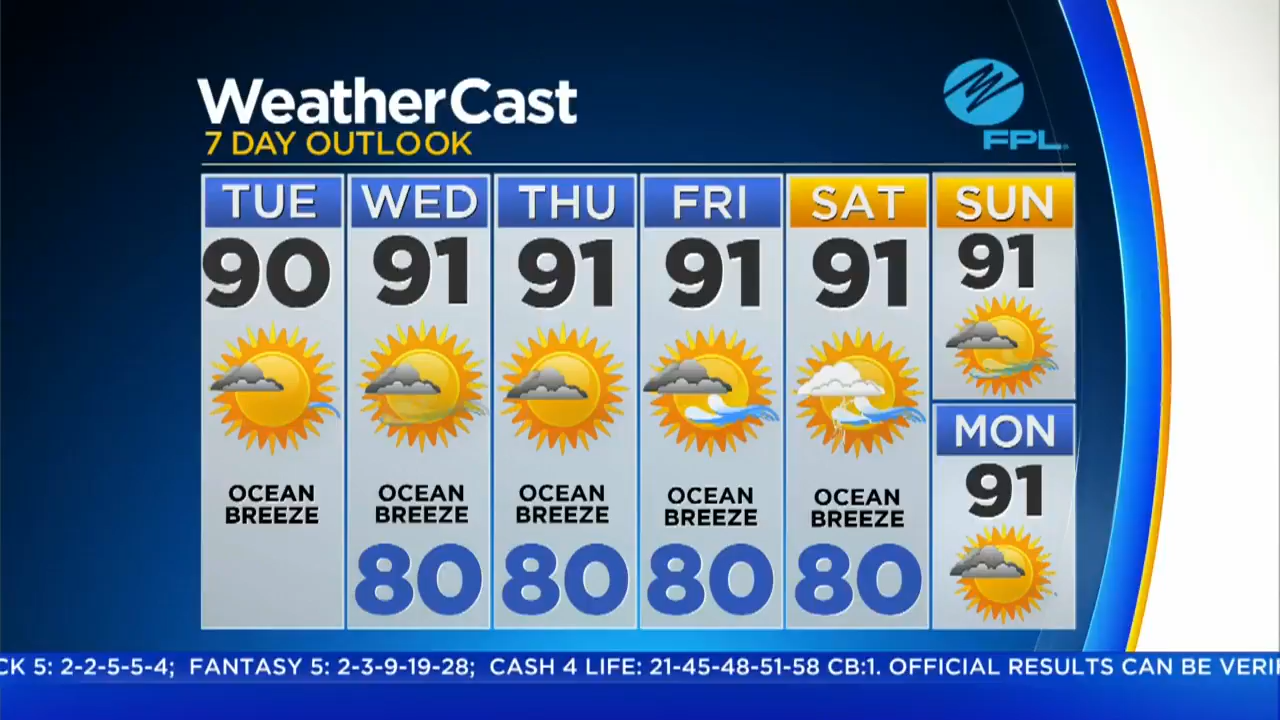 WeatherCast
7 DAY OUTLOOK
FPL
TUE
90
OCEAN
BREEZE
WED
91
OCEAN
BREEZE
80
THU
91
OCEAN
BREEZE
80
FRI
91
OCEAN
BREEZE
80
SAT
91
OCEAN
BREEZE
80
SUN
91
MON
91
CK 5: 2-2-5-5-4; FANTASY 5: 2-3-9-19-28; CASH 4 LIFE: 21-45-48-51-58 CB:1. OFFICIAL RESULTS CAN BE VERI